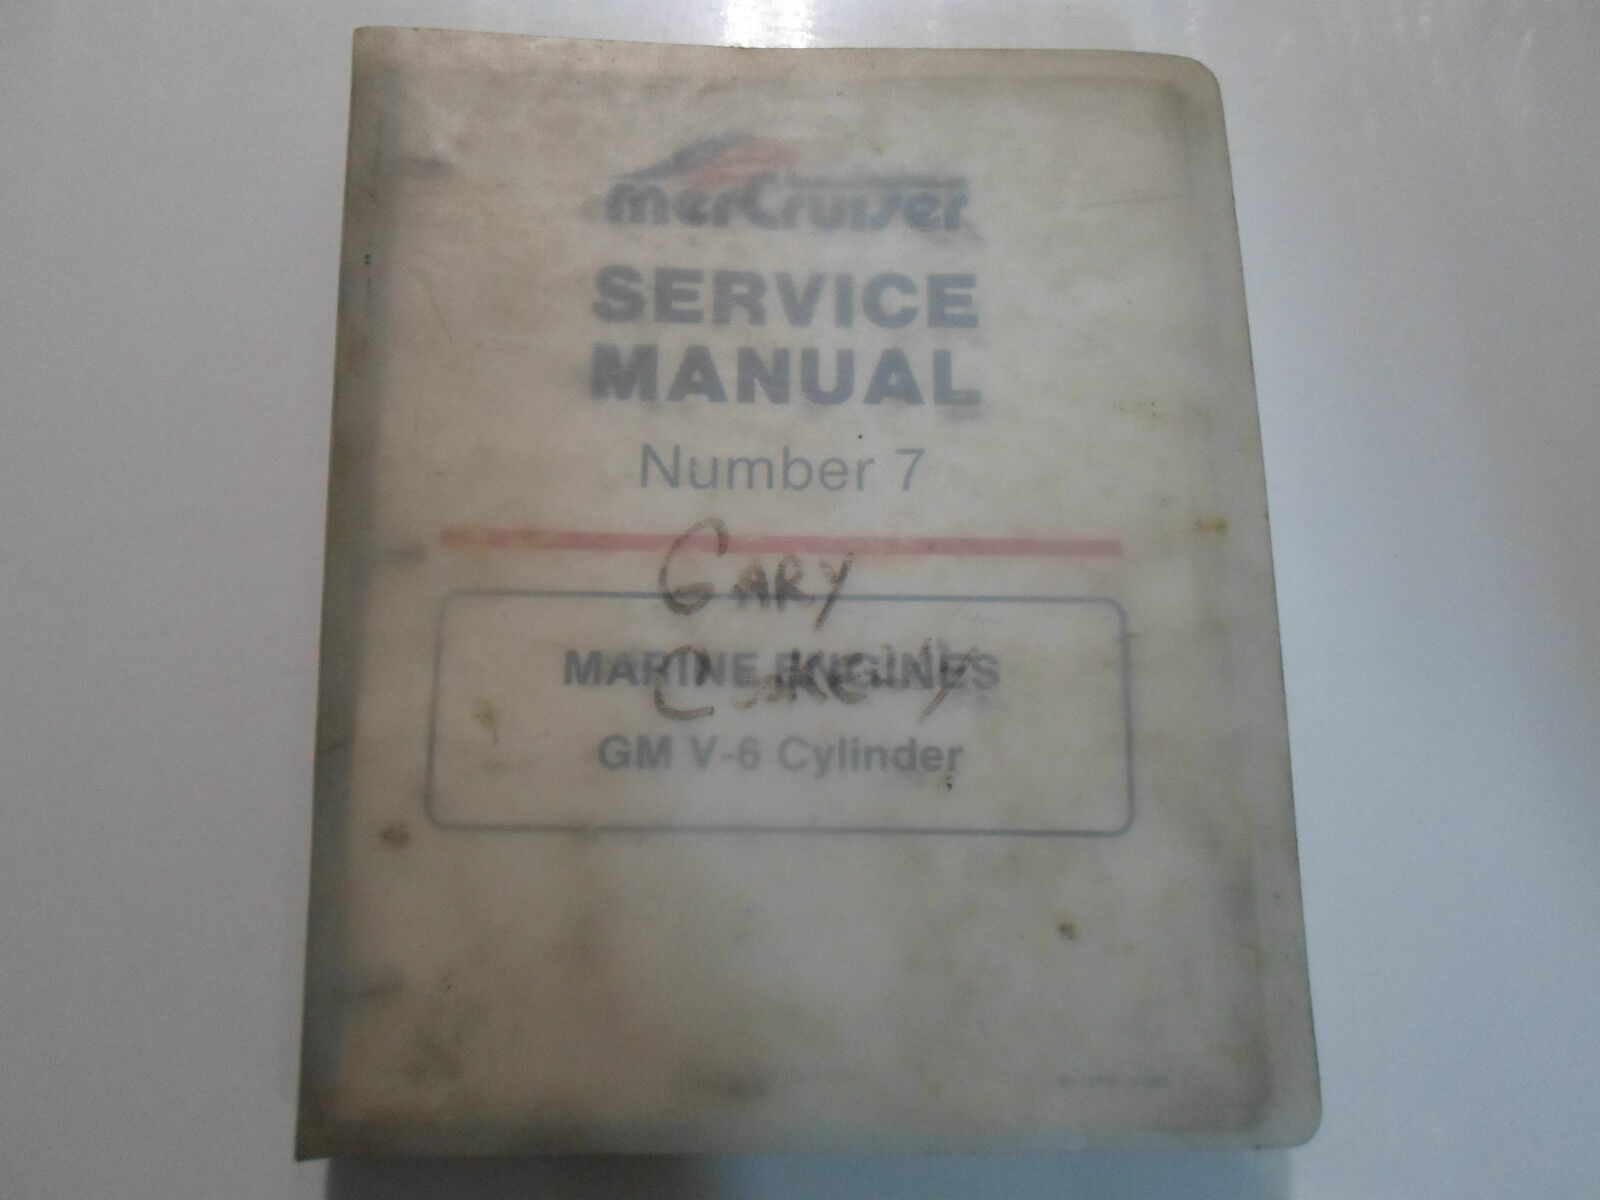 merCruiser
SERVICE
MANUAL
Number 7
GARY
MARINE ENGINES
GM V-6 Cylinder